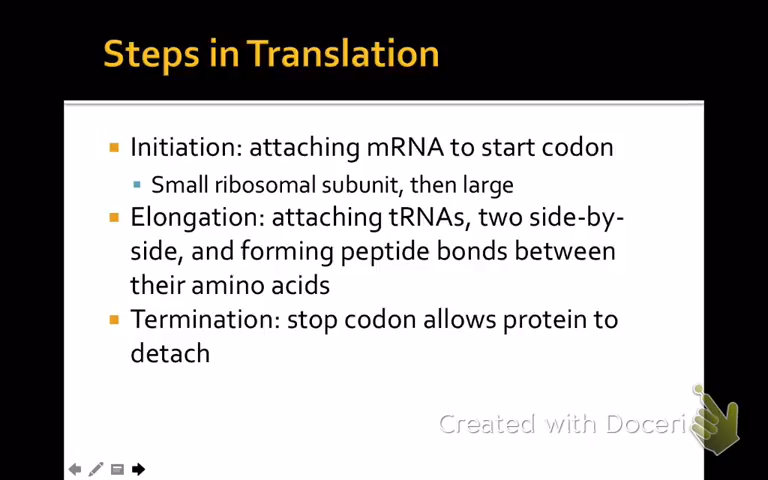 Steps in Translation
Initiation: attaching mRNA to start codon
Small ribosomal subunit, then large
Elongation: attaching tRNAs, two side-by-
side, and forming peptide bonds between
their amino acids
Termination: stop codon allows protein to
detach
Created with Doceri